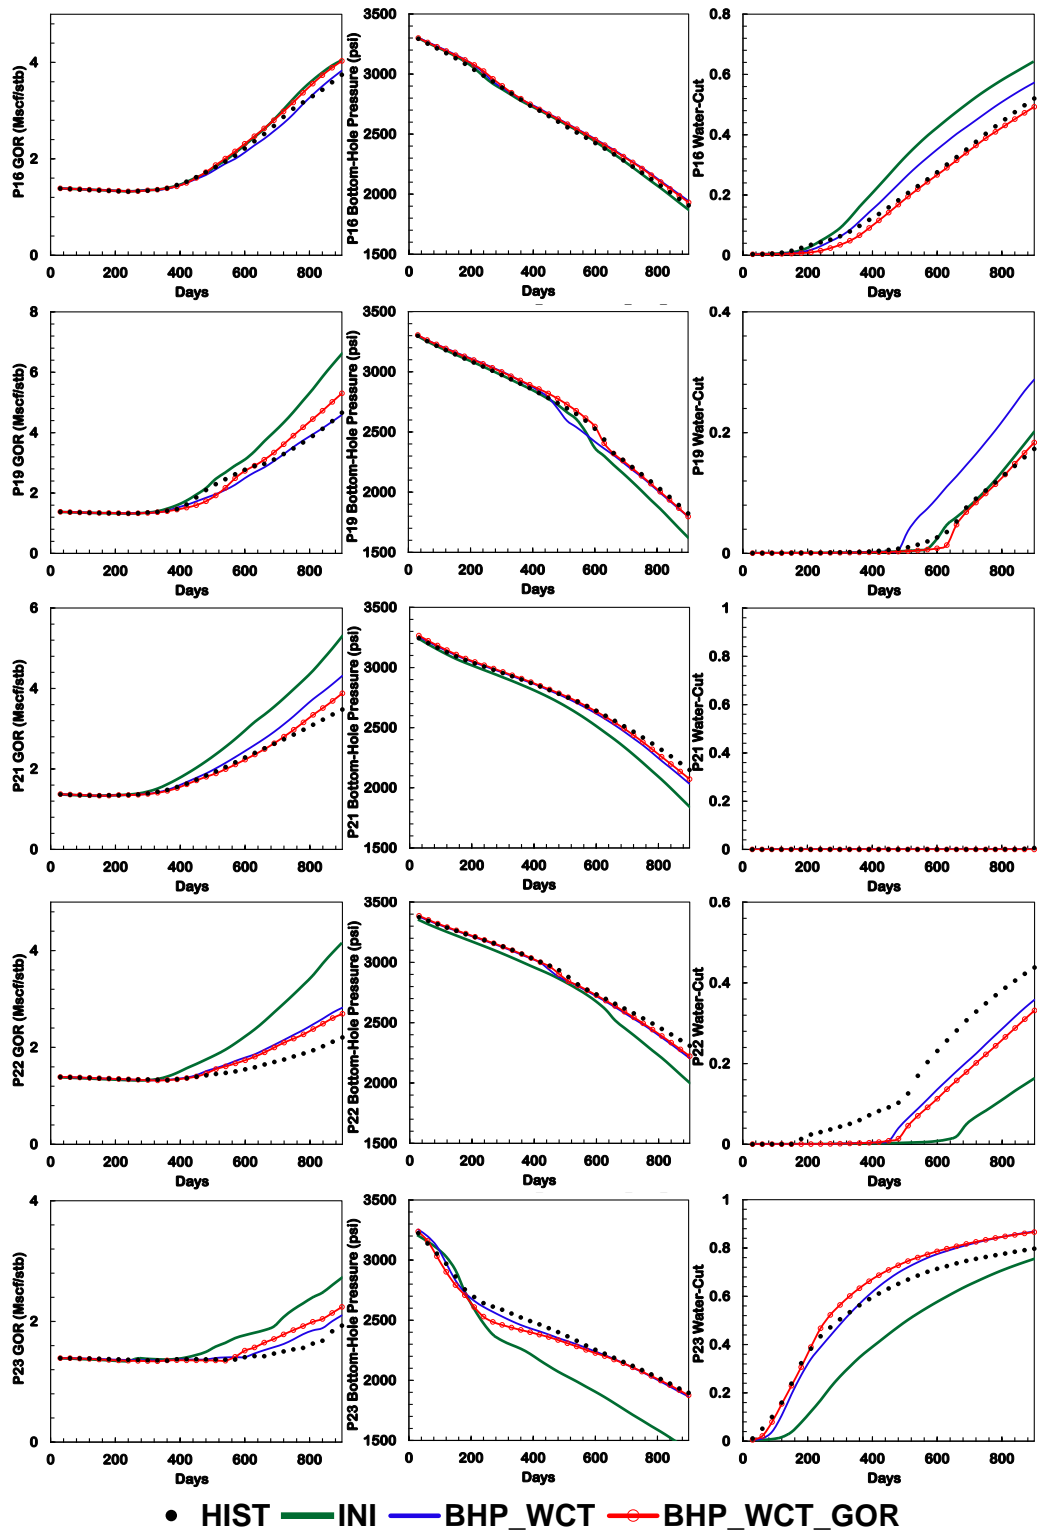 P16 GOR (Mscf/stb)
4
2
0
0 200 400 600 800
Days
P16 Bottom-Hole Pressure (psi)
3500
3000
2500
2000
1500
0 200 400 600 800
Days
P16 Water-Cut
0.8
0.6
0.4
0.2
0
0 200 400 600 800
Days
P19 GOR (Mscf/stb)
8
6
4
2
0
0 200 400 600 800
Days
P19 Bottom-Hole Pressure (psi)
3500
3000
2500
2000
1500
0 200 400 600 800
Days
P19 Water-Cut
0.4
0.2
0
0 200 400 600 800
Days
P21 GOR (Mscf/stb)
6
4
2
0
0 200 400 600 800
Days
P21 Bottom-Hole Pressure (psi)
3500
3000
2500
2000
1500
0 200 400 600 800
Days
P21 Water-Cut
1
0.8
0.6
0.4
0.2
0
0 200 400 600 800
Days
P22 GOR (Mscf/stb)
4
2
0
0 200 400 600 800
Days
P22 Bottom-Hole Pressure (psi)
3500
3000
2500
2000
1500
0 200 400 600 800
Days
P22 Water-Cut
0.6
0.4
0.2
0
0 200 400 600 800
Days
P23 GOR (Mscf/stb)
4
2
0
0 200 400 600 800
Days
P23 Bottom-Hole Pressure (psi)
3500
3000
2500
2000
1500
0 200 400 600 800
Days
P23 Water-Cut
1
0.8
0.6
0.4
0.2
0
0 200 400 600 800
Days
HIST INI BHP_WCT BHP_WCT_GOR